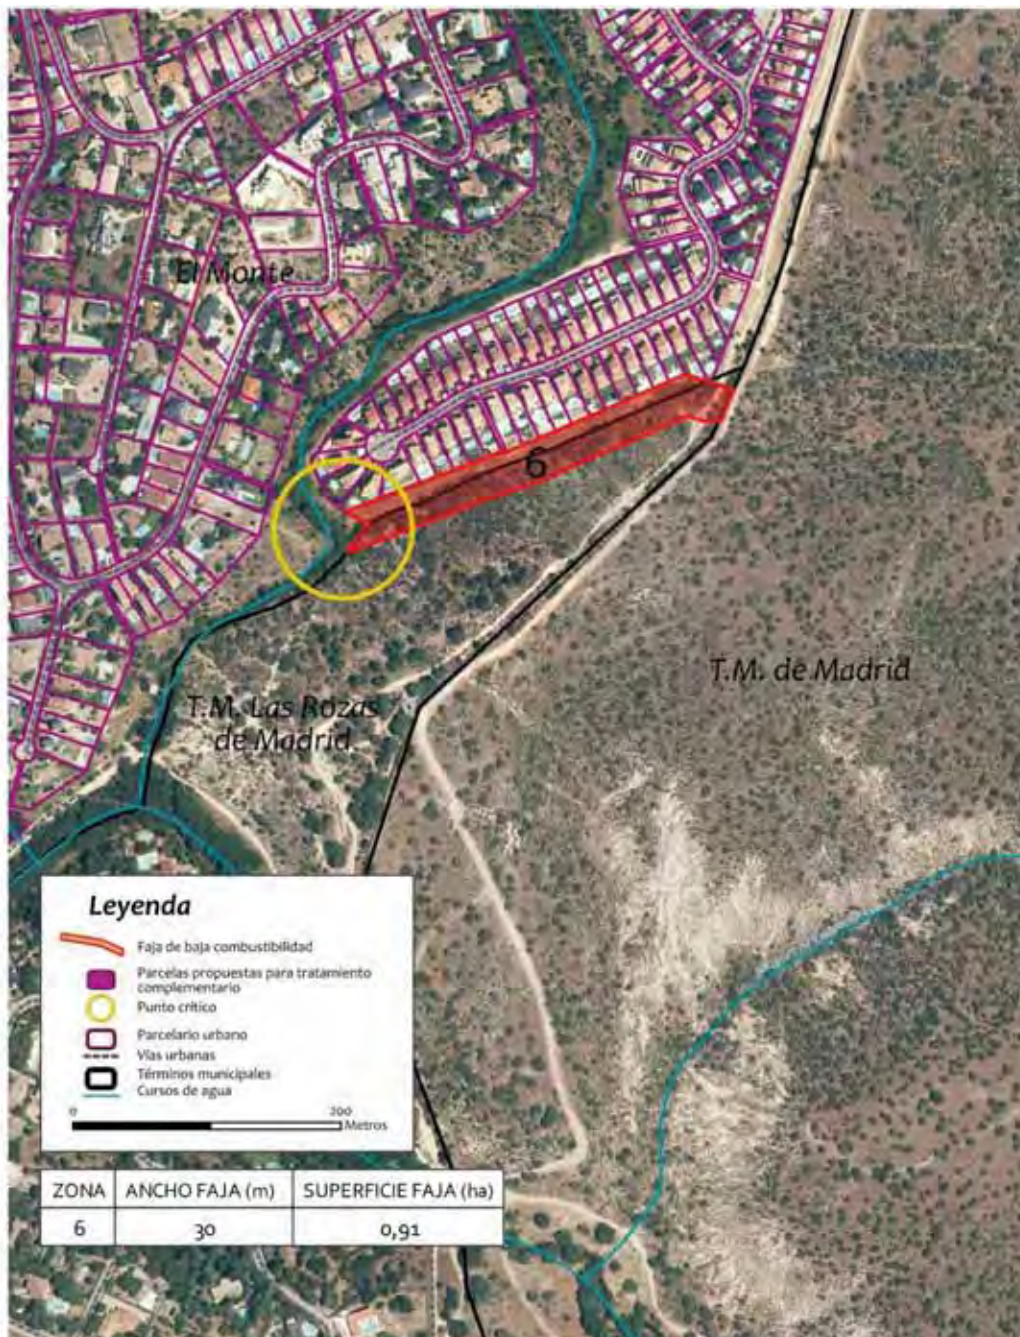 El Monte
6
T.M. de Madrid
T.M. Las Rozas
de Madrid
Leyenda
Faja de baja combustibilidad
Parcelas propuestas para tratamiento
complementario
Punto crítico
Parcelario urbano
Vías urbanas
Términos municipales
Cursos de agua
0 200
Metros
ZONA ANCHO FAJA (m) SUPERFICIE FAJA (ha)
6 30 0,91